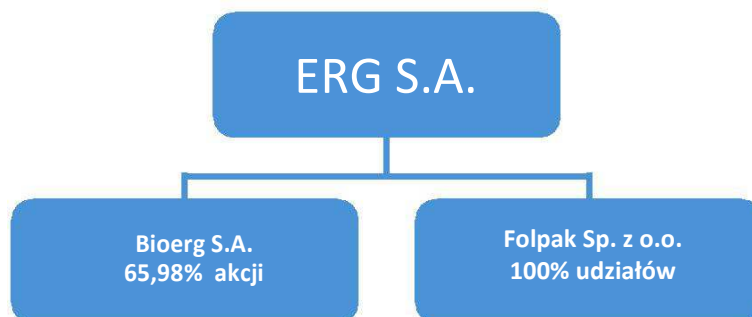 ERG S.A.
Bioerg S.A.
65,98% akcji
Folpak Sp. z o.o.
100% udziałów